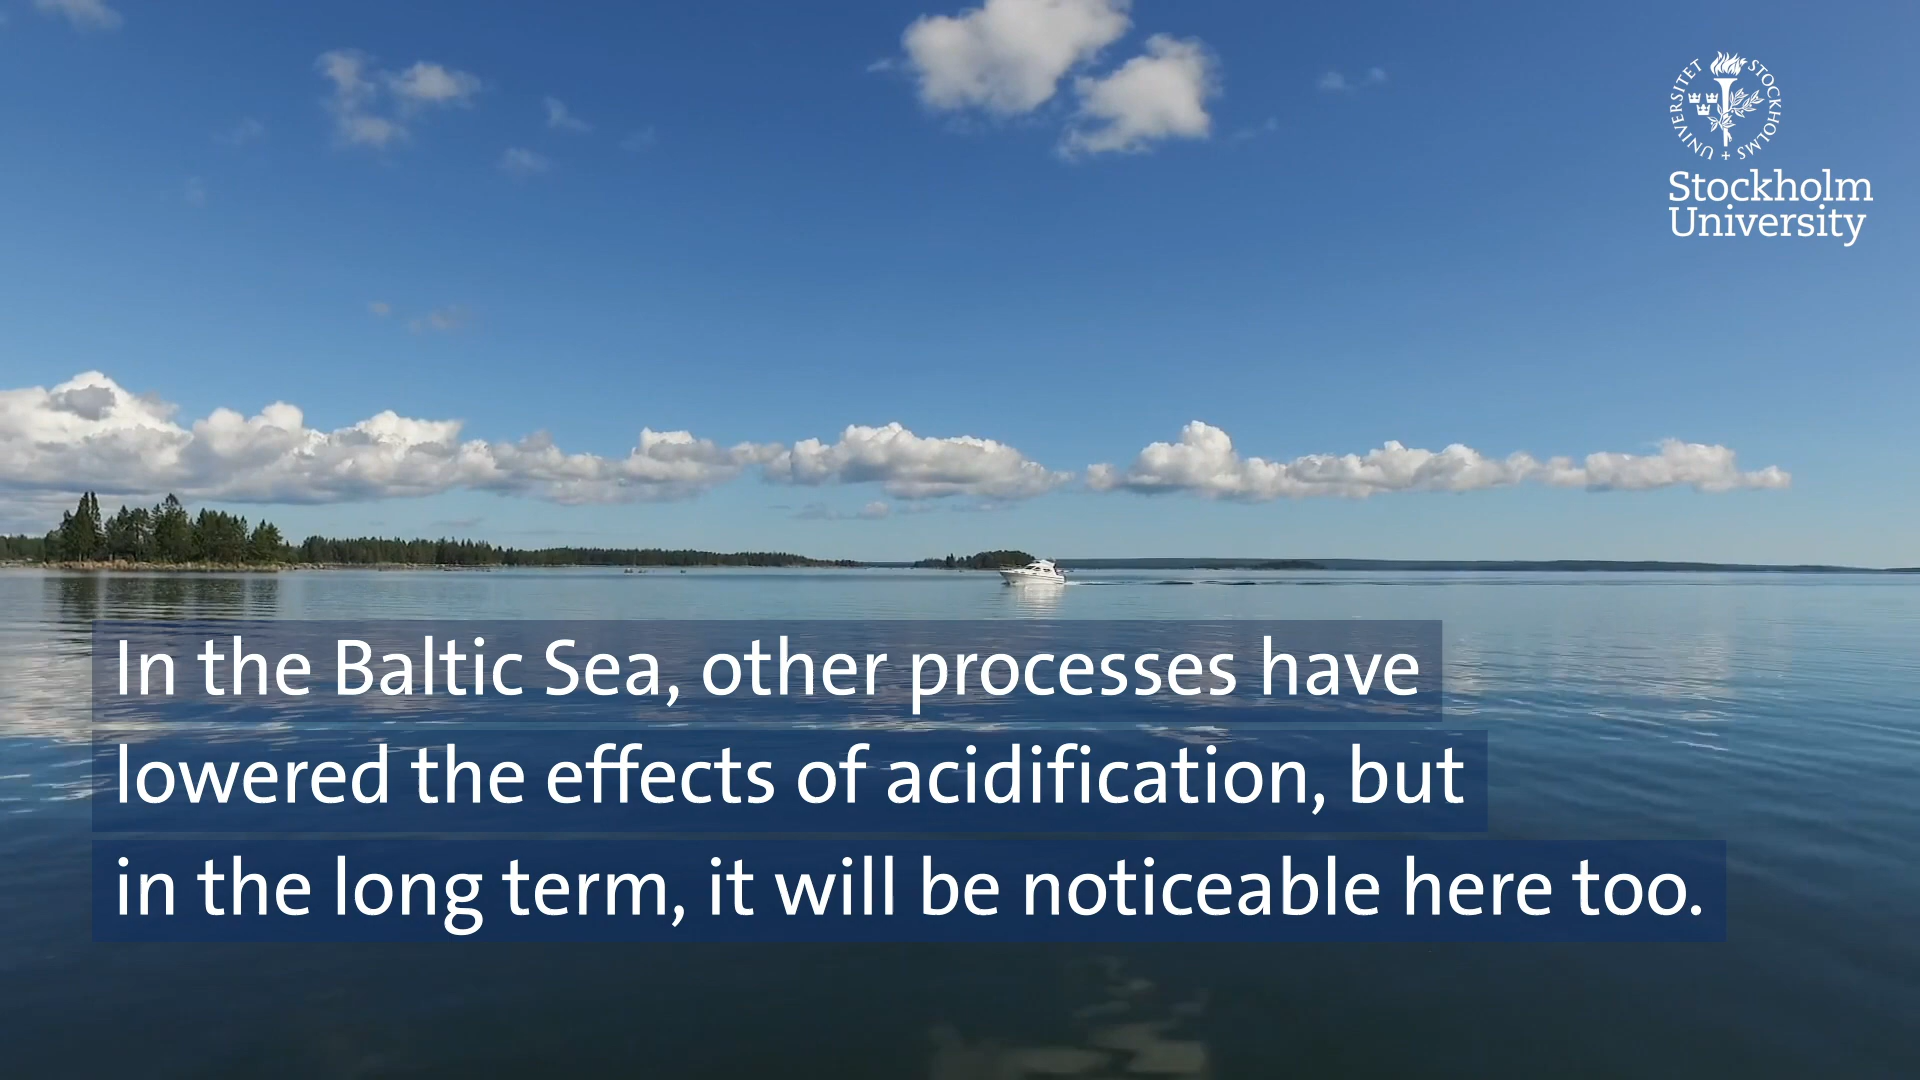 STOCKHOLMS UNIVERSITET
Stockholm
University
In the Baltic Sea, other processes have
lowered the effects of acidification, but
in the long term, it will be noticeable here too.